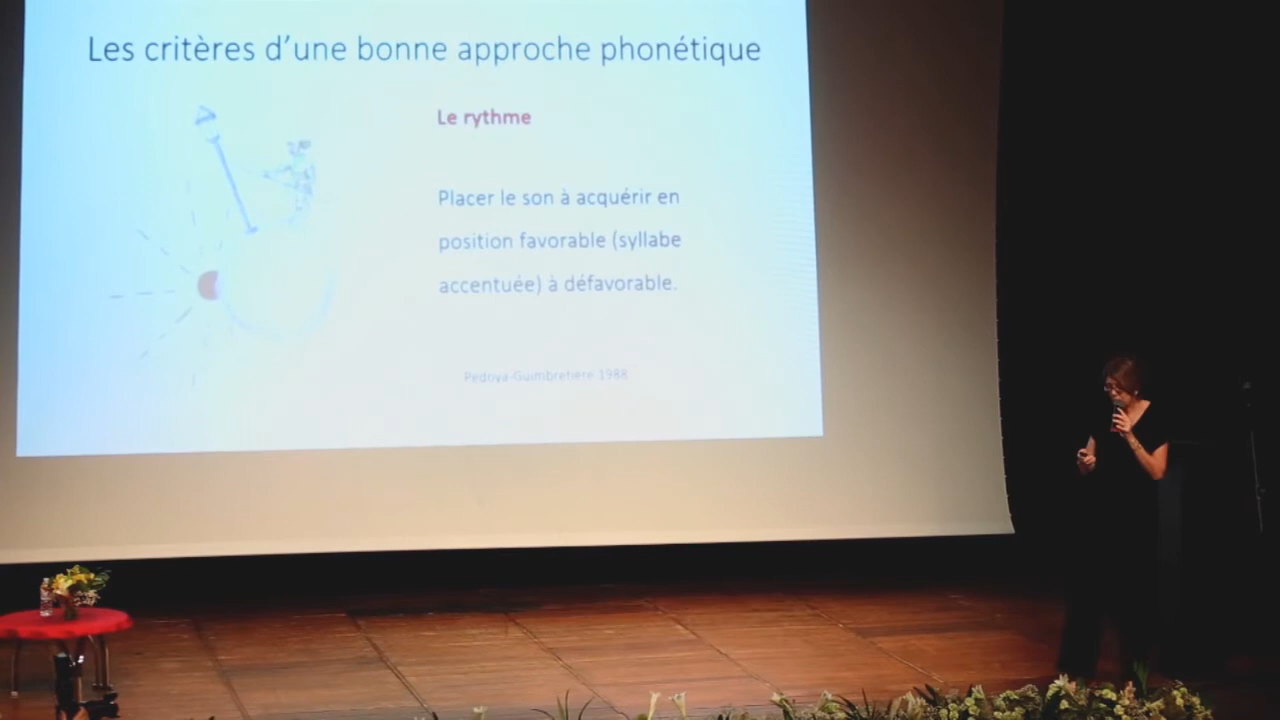 Les critères d'une bonne approche phonétique
Le rythme
Placer le son à acquérir en
position favorable (syllabe
accentuée) à défavorable.
Pedoya-Guimbretière 1988